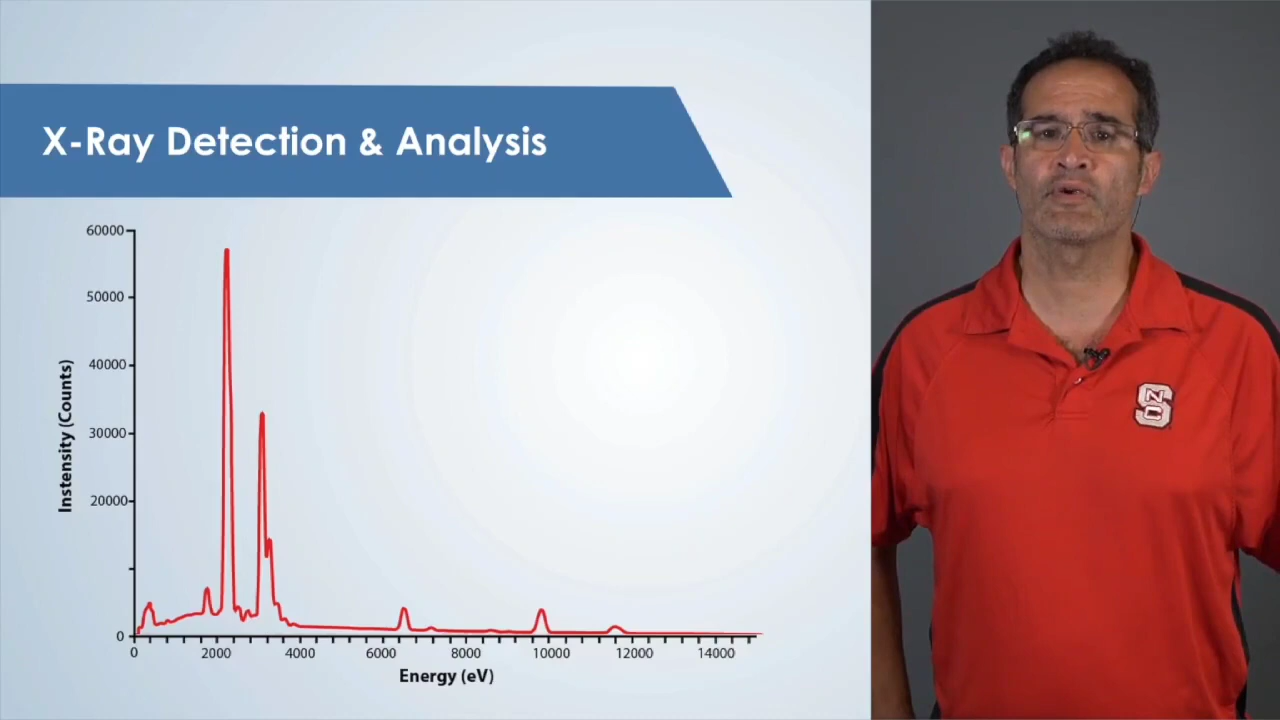 X-Ray Detection & Analysis
60000
50000
40000
30000
20000
0
Instensity (Counts)
0 2000 4000 6000 8000 10000 12000 14000
Energy (eV)
NC
S